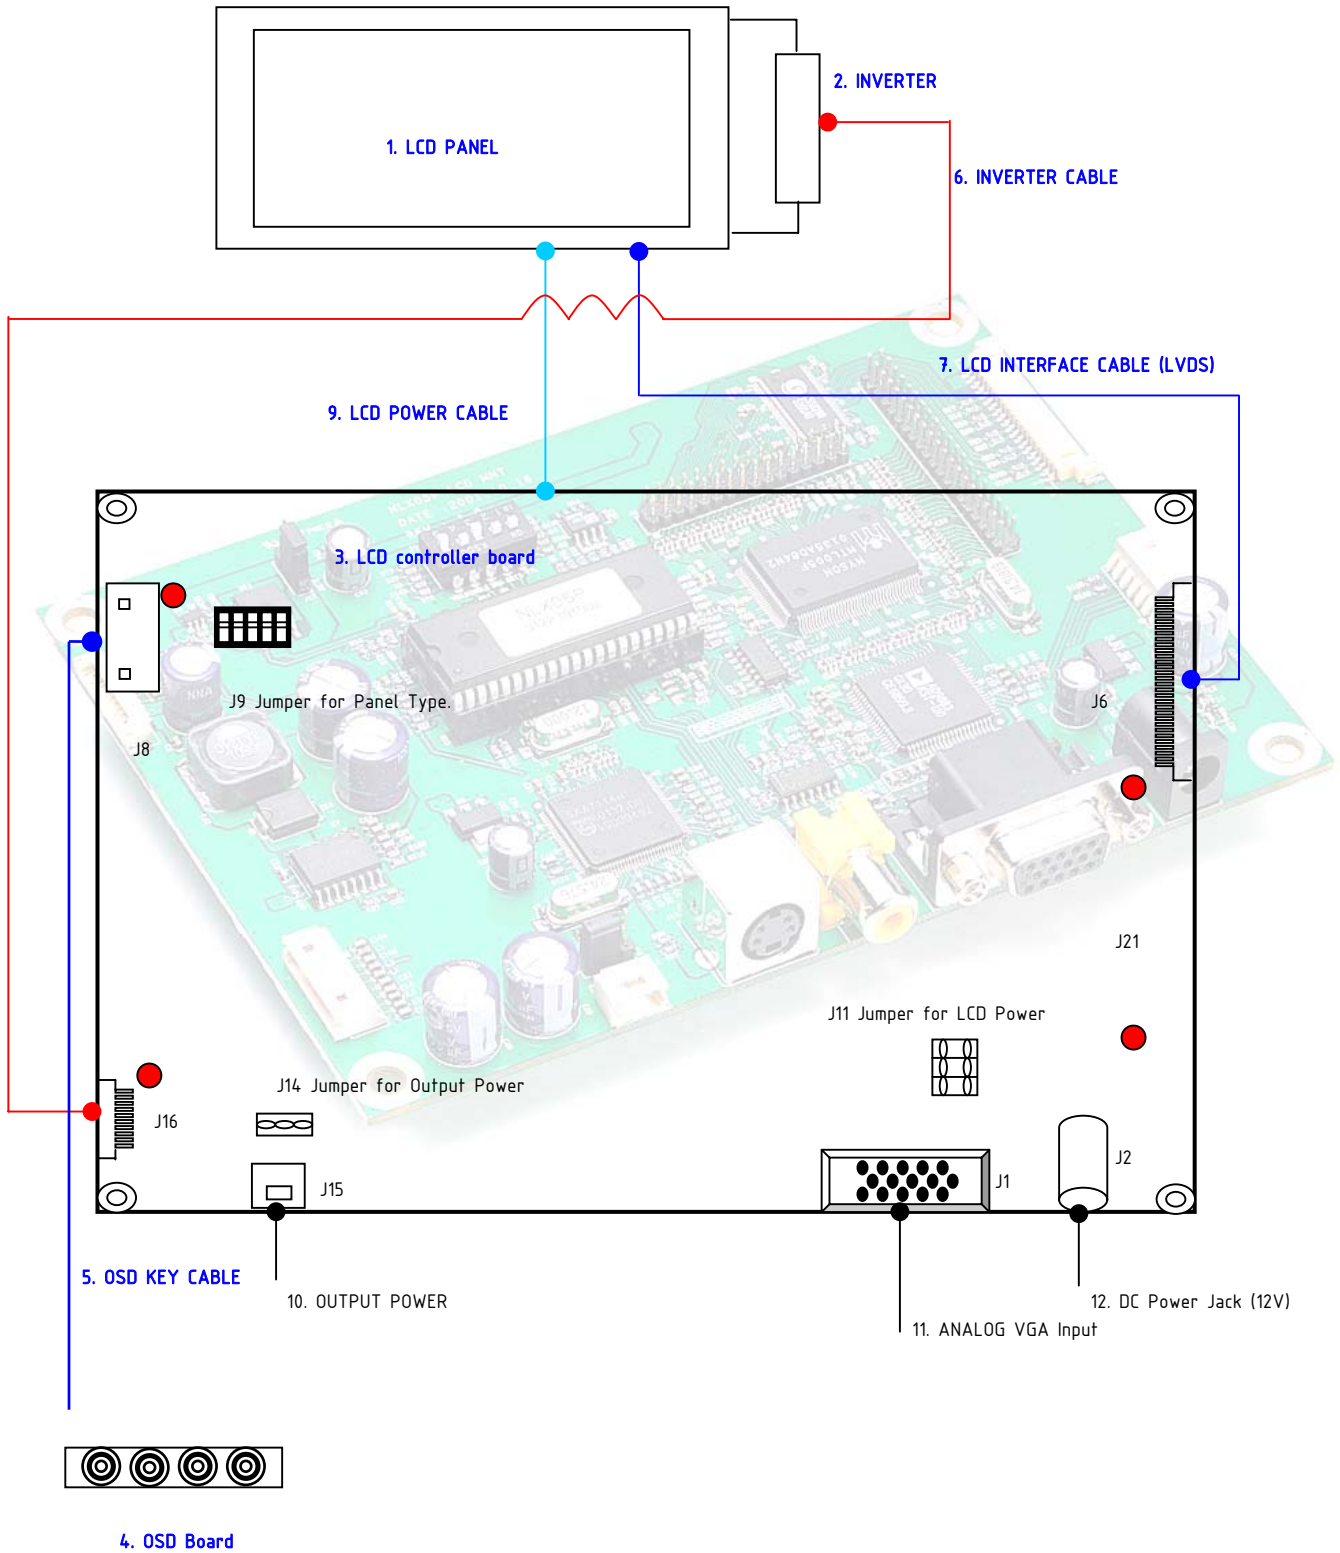 2. INVERTER
1. LCD PANEL
6. INVERTER CABLE
7. LCD INTERFACE CABLE (LVDS)
9. LCD POWER CABLE
3. LCD controller board
J9 Jumper for Panel Type.
J6
J8
J21
J11 Jumper for LCD Power
J14 Jumper for Output Power
J16
J2
J15
J1
5. OSD KEY CABLE
10. OUTPUT POWER
12. DC Power Jack (12V)
11. ANALOG VGA Input
4. OSD Board